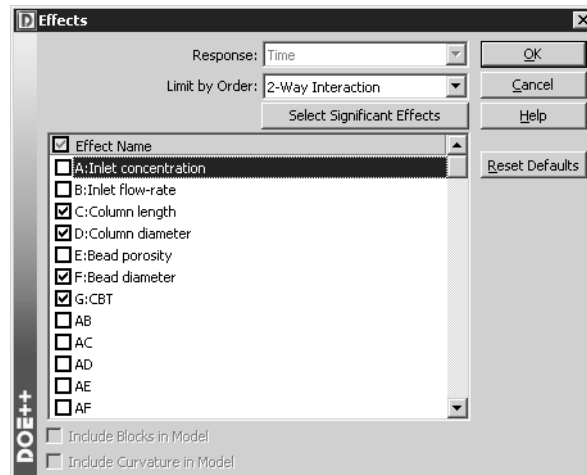 Effects
Response: Time
Limit by Order: 2-Way Interaction
Select Significant Effects
OK
Cancel
Help
Reset Defaults
Effect Name
A:Inlet concentration
B:Inlet flow-rate
C:Column length
D:Column diameter
E:Bead porosity
F:Bead diameter
G:CBT
AB
AC
AD
AE
AF
Include Blocks in Model
Include Curvature in Model
DOE++